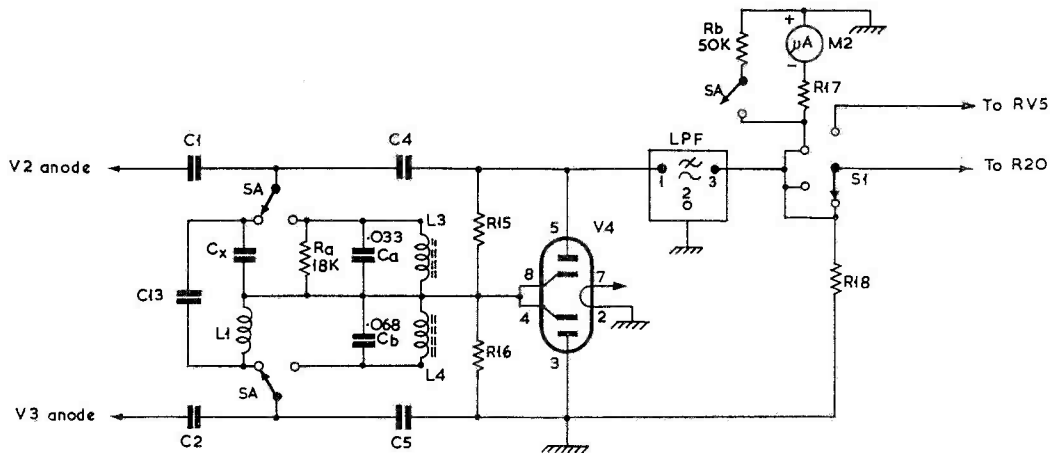 Rb
50K
+
μA
M2
-
SA
R17
To RV5
C1
C4
LPF
V2 anode
1
3
2
S1
To R20
SA
L3
R15
5
V4
Cx
Ra
18K
.033
Ca
8
7
R18
C13
4
2
L1
.068
Cb
R16
3
SA
L4
V3 anode
C2
C5